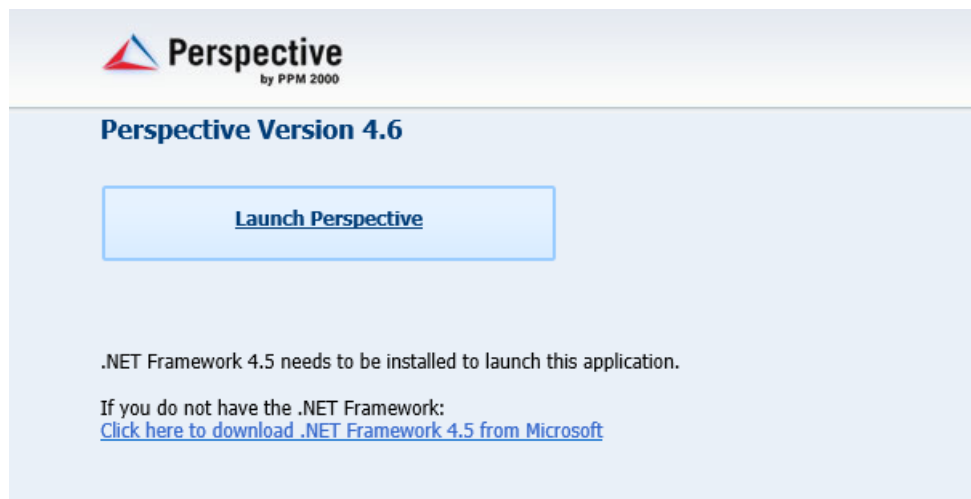 Perspective
by PPM 2000
Perspective Version 4.6
Launch Perspective
.NET Framework 4.5 needs to be installed to launch this application.
If you do not have the .NET Framework:
Click here to download .NET Framework 4.5 from Microsoft